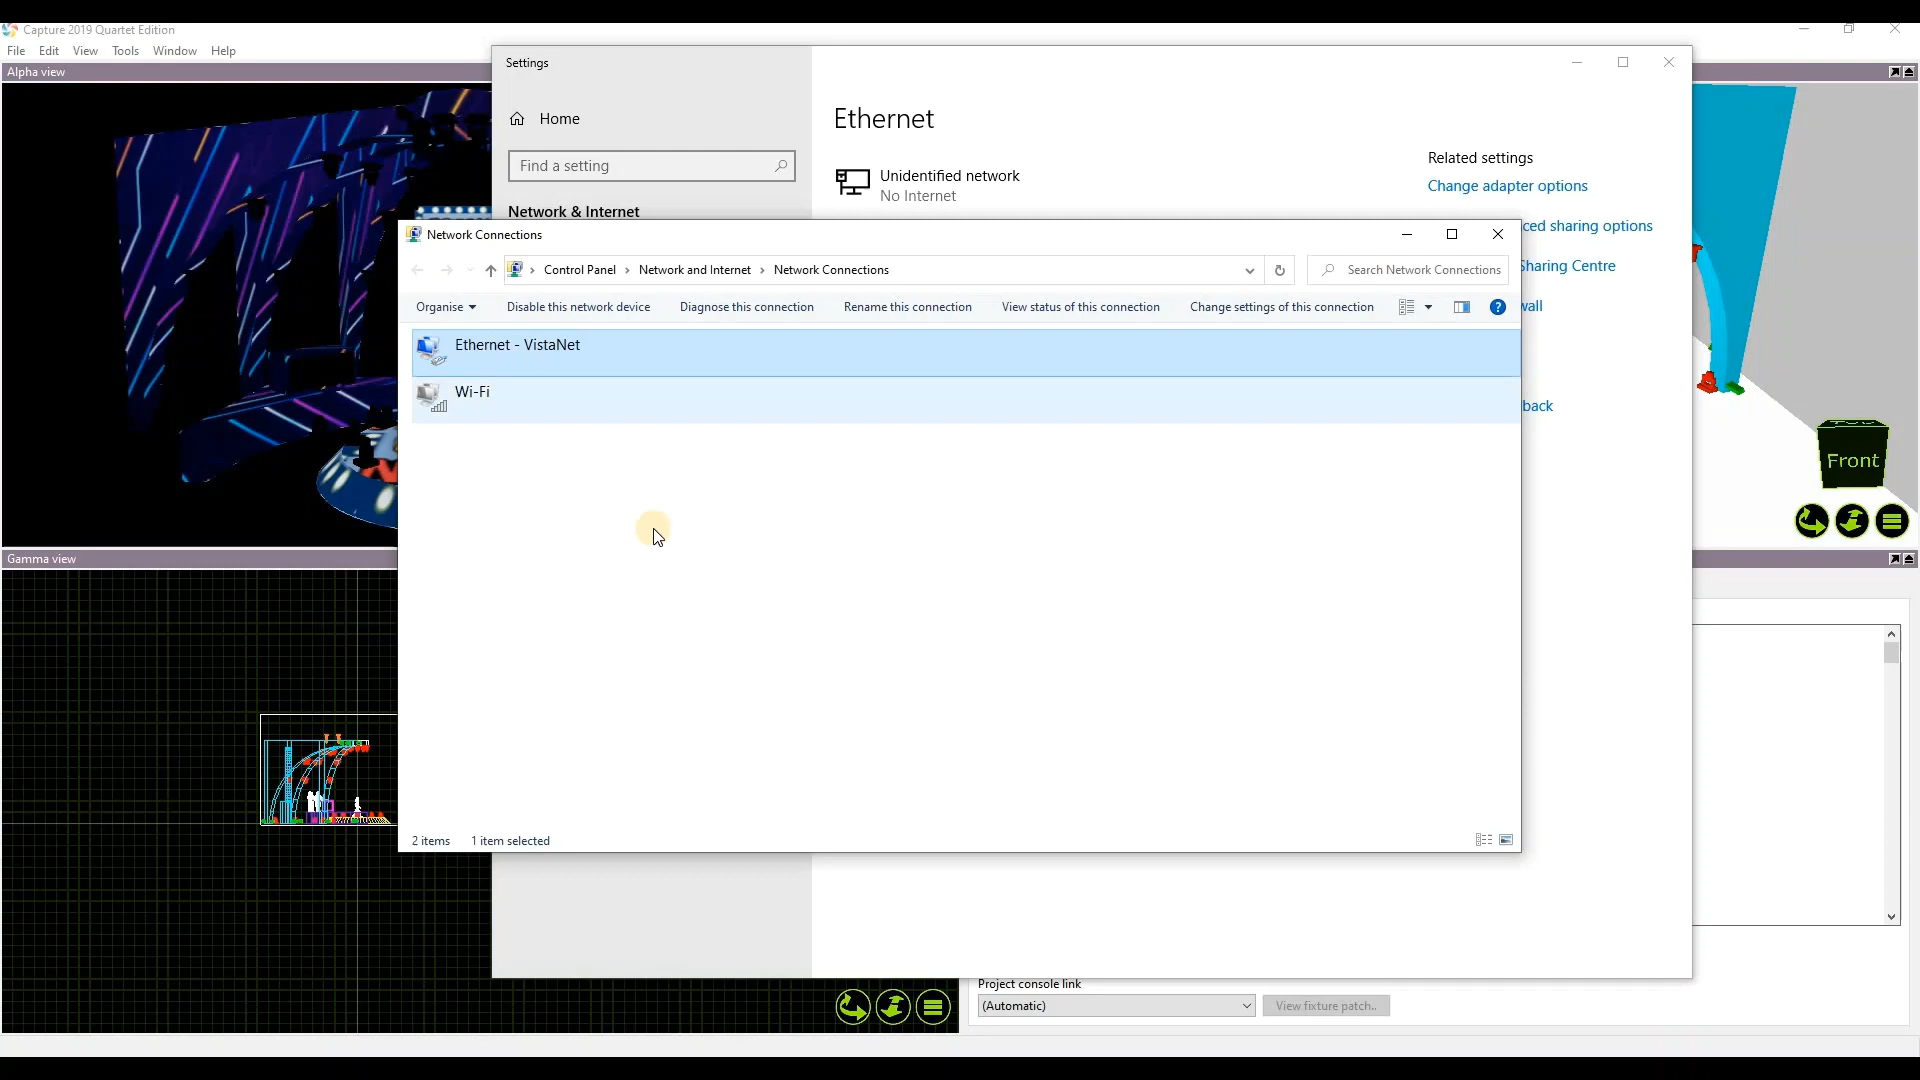 Capture 2019 Quartet Edition
File Edit View Tools Window Help
Alpha view
Settings
Home
Find a setting
Network & Internet
Ethernet
Unidentified network
No Internet
Related settings
Change adapter options
ced sharing options
Sharing Centre
wall
back
Network Connections
Control Panel › Network and Internet › Network Connections
Search Network Connections
Organise Disable this network device Diagnose this connection Rename this connection View status of this connection Change settings of this connection
Ethernet - VistaNet
Wi-Fi
2 items 1 item selected
Front
Gamma view
Project console link
(Automatic)
View fixture patch..